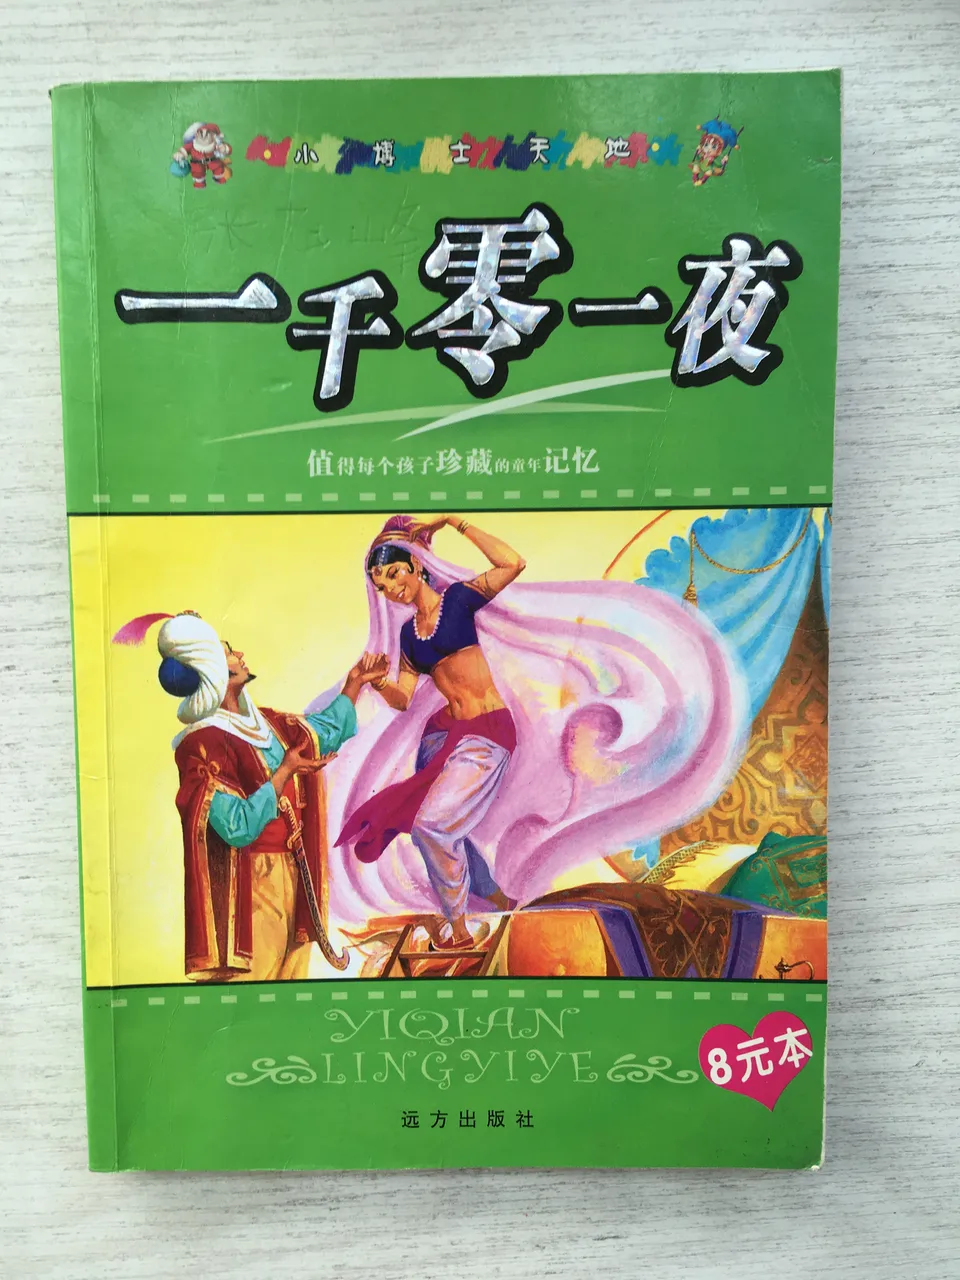 小博士天地
一千零一夜
值得每个孩子珍藏的童年记忆
YIQIAN
LINGYIYE
8元本
远方出版社